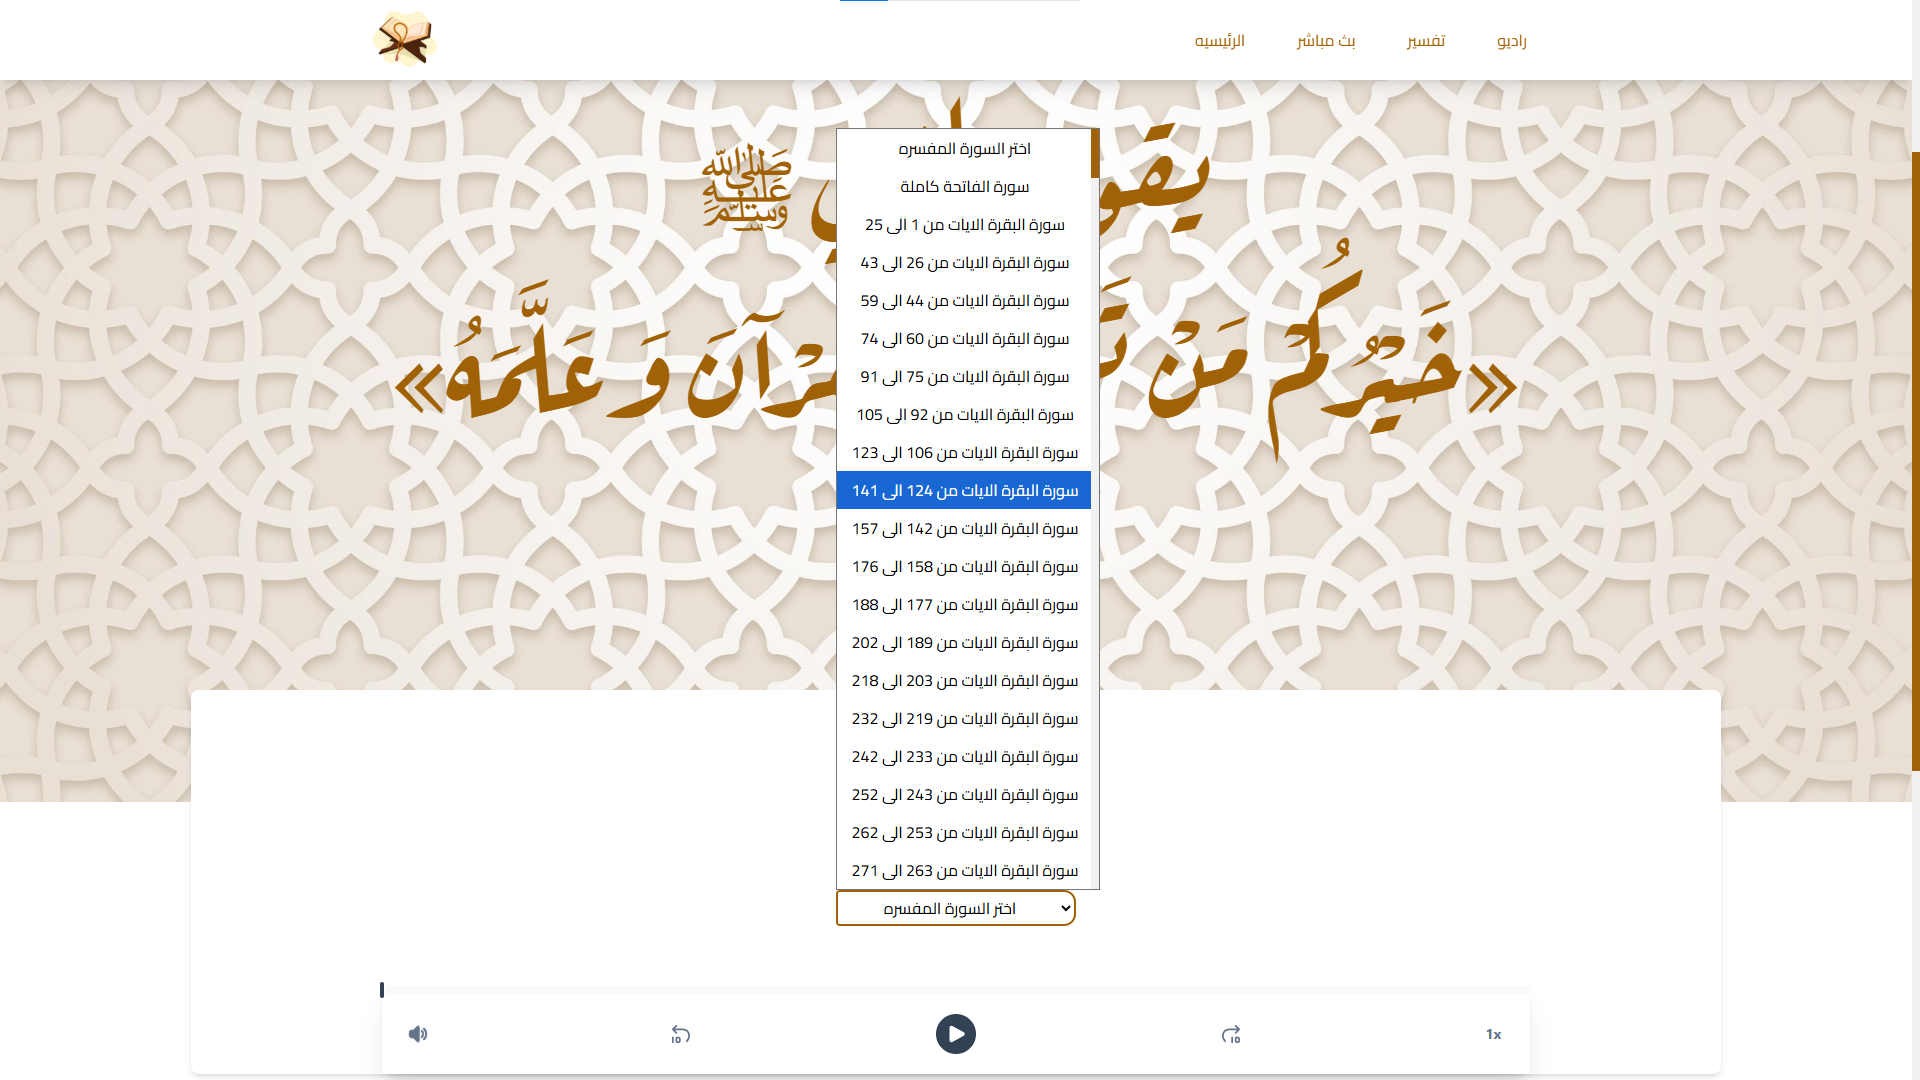 راديو
تفسير
بث مباشر
الرئيسيه
ﷺ
«خَيْرُكُمْ مَنْ
آنَ وَ عَلَّمَهُ»
اختر السورة المفسره
سورة الفاتحة كاملة
سورة البقرة الايات من 1 الى 25
سورة البقرة الايات من 26 الى 43
سورة البقرة الايات من 44 الى 59
سورة البقرة الايات من 60 الى 74
سورة البقرة الايات من 75 الى 91
سورة البقرة الايات من 92 الى 105
سورة البقرة الايات من 106 الى 123
سورة البقرة الايات من 124 الى 141
سورة البقرة الايات من 142 الى 157
سورة البقرة الايات من 158 الى 176
سورة البقرة الايات من 177 الى 188
سورة البقرة الايات من 189 الى 202
سورة البقرة الايات من 203 الى 218
سورة البقرة الايات من 219 الى 232
سورة البقرة الايات من 233 الى 242
سورة البقرة الايات من 243 الى 252
سورة البقرة الايات من 253 الى 262
سورة البقرة الايات من 263 الى 271
اختر السورة المفسره
10
10
1x